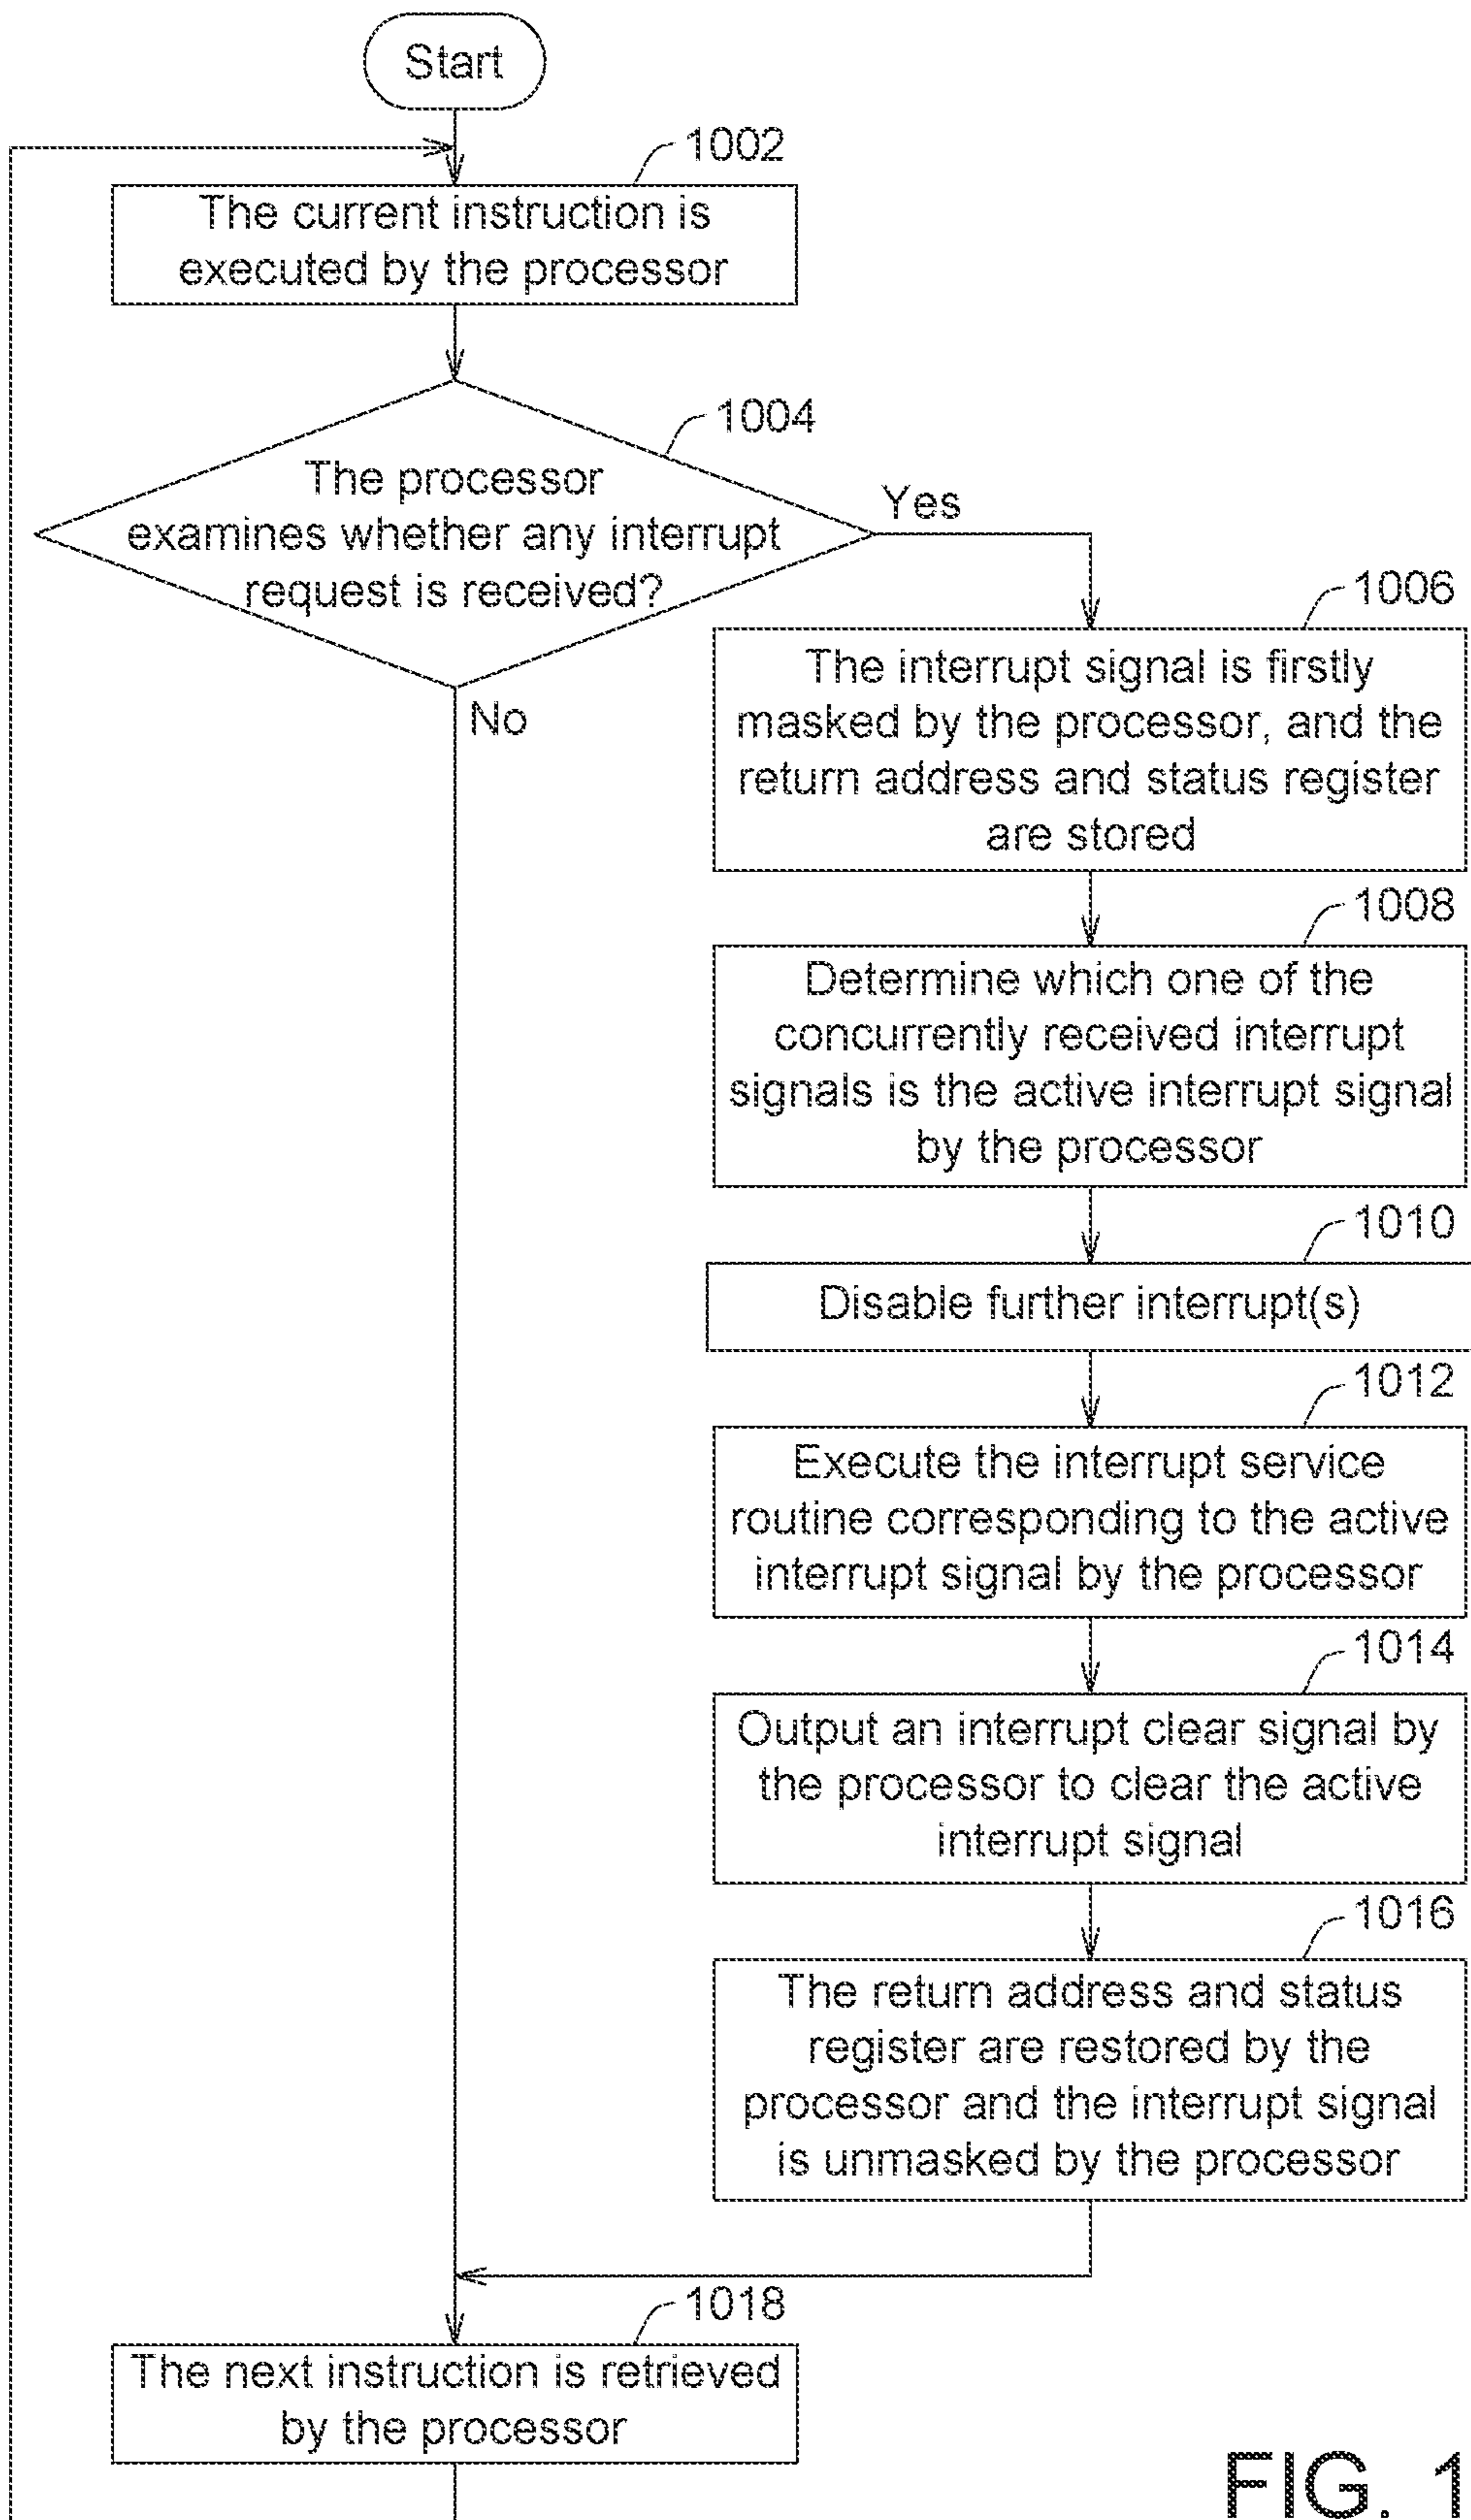 Start
1002
The current instruction is
executed by the processor
1004
The processor
examines whether any interrupt
request is received?
Yes
No
1006
The interrupt signal is firstly
masked by the processor, and the
return address and status register
are stored
1008
Determine which one of the
concurrently received interrupt
signals is the active interrupt signal
by the processor
1010
Disable further interrupt(s)
1012
Execute the interrupt service
routine corresponding to the active
interrupt signal by the processor
1014
Output an interrupt clear signal by
the processor to clear the active
interrupt signal
1016
The return address and status
register are restored by the
processor and the interrupt signal
is unmasked by the processor
1018
The next instruction is retrieved
by the processor
FIG. 1